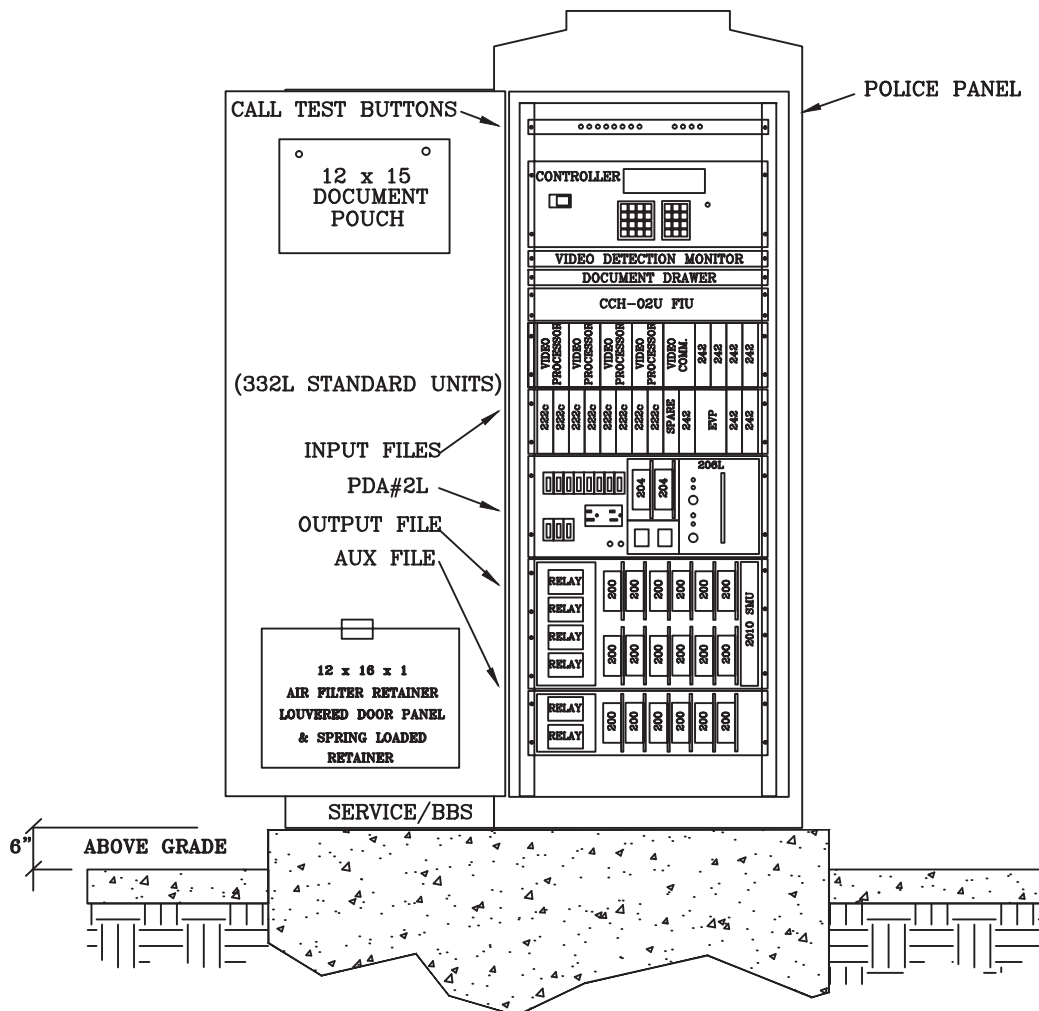 POLICE PANEL
CALL TEST BUTTONS
12 x 15
DOCUMENT
POUCH
CONTROLLER
VIDEO DETECTION MONITOR
DOCUMENT DRAWER
CCH-02U FIU
VIDEO PROCESSOR
VIDEO PROCESSOR
VIDEO PROCESSOR
VIDEO PROCESSOR
VIDEO COMM.
242
242
242
242
(332L STANDARD UNITS)
222c
222c
222c
222c
222c
222c
222c
222c
SPARE
242
EVP
242
242
INPUT FILES
PDA#2L
204
204
206L
OUTPUT FILE
AUX FILE
RELAY
RELAY
RELAY
RELAY
200
200
200
200
200
200
200
200
200
200
200
200
2010 SMU
RELAY
RELAY
200
200
200
200
200
200
12 x 16 x 1
AIR FILTER RETAINER
LOUVERED DOOR PANEL
& SPRING LOADED
RETAINER
SERVICE/BBS
6" ABOVE GRADE